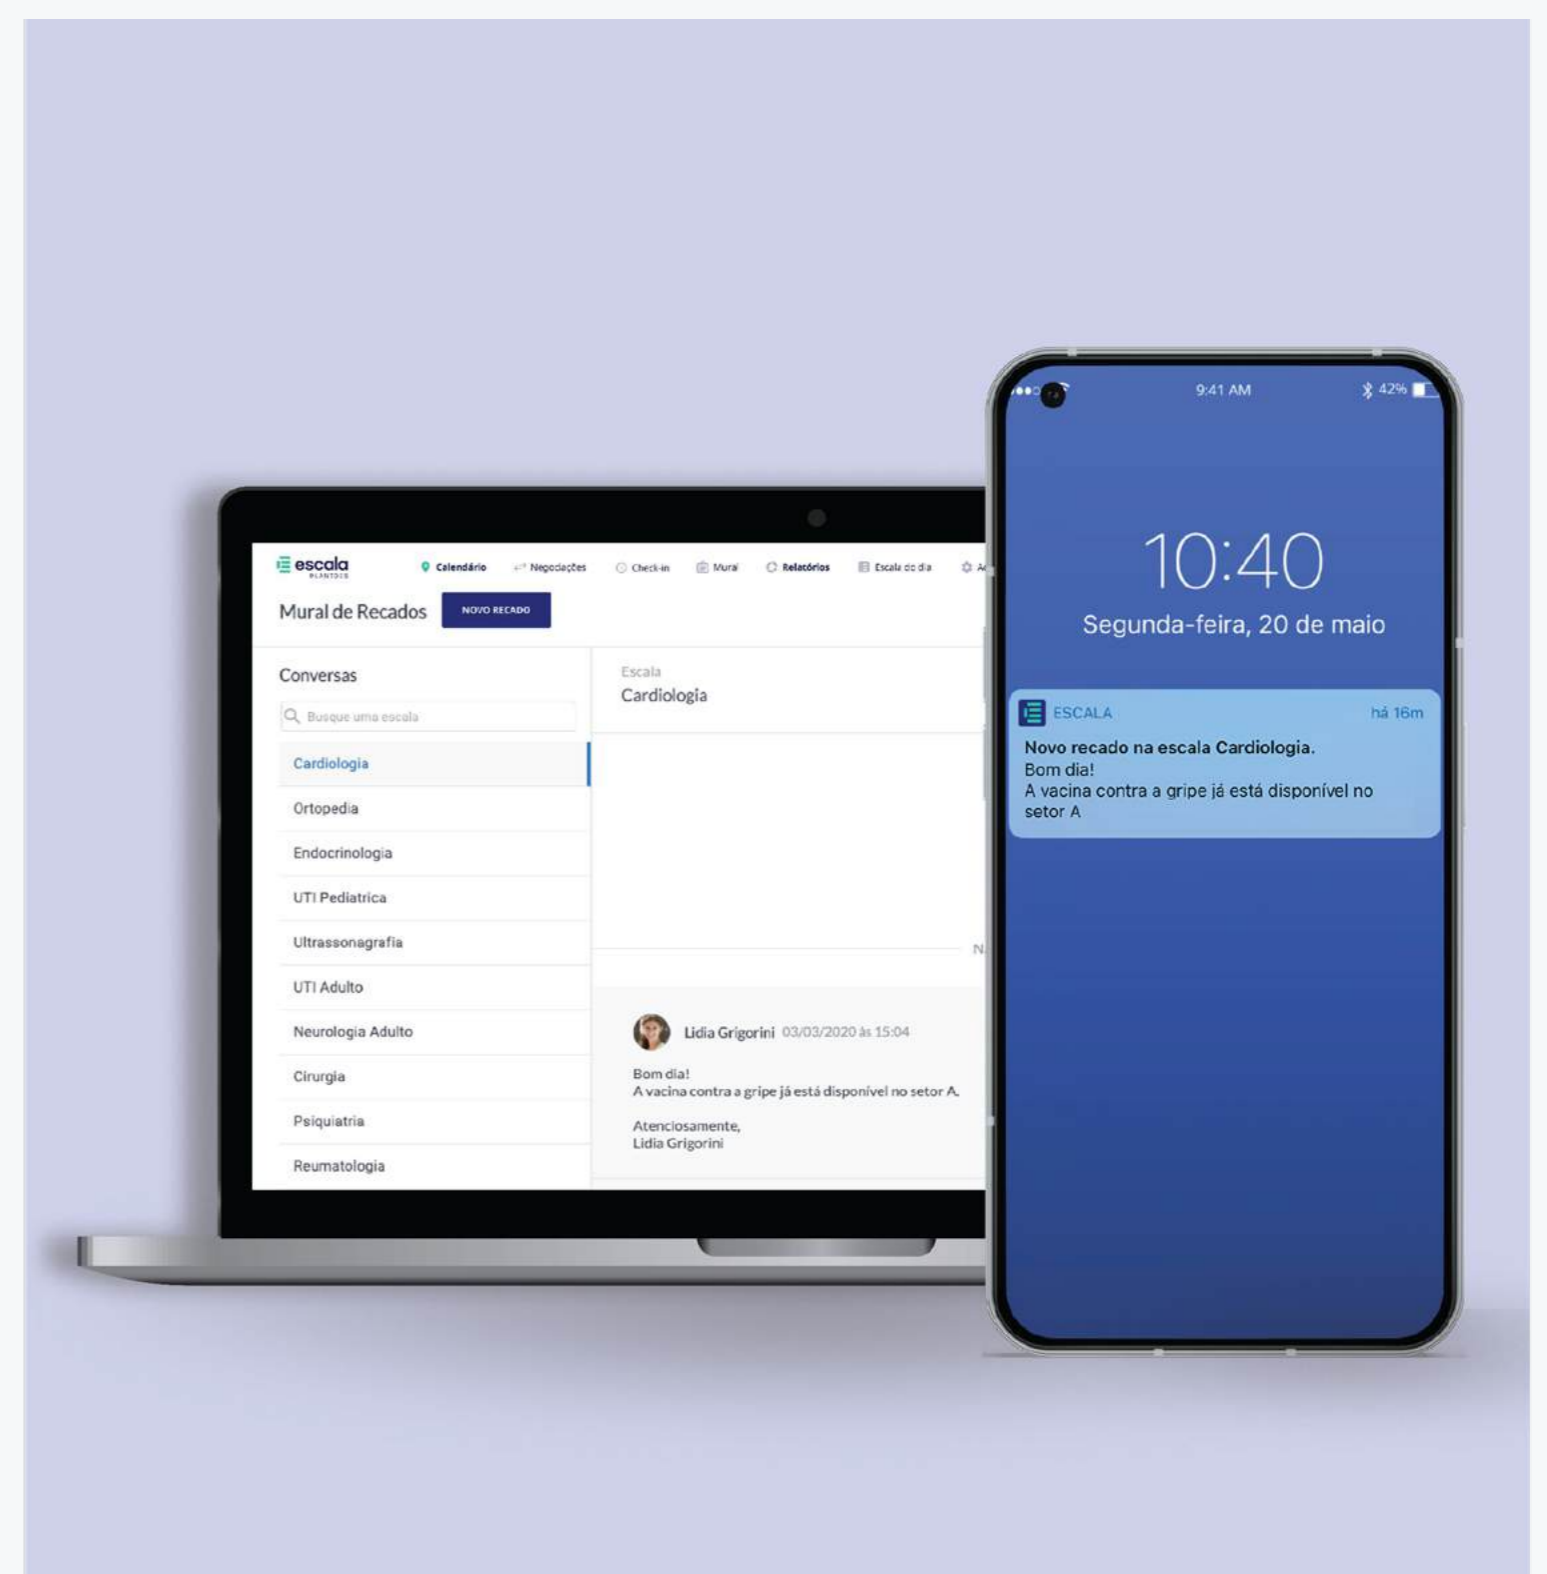 escala
PLANTÕES
Calendário
Negociações
Check-in
Mural
Relatórios
Escala do dia
Mural de Recados
NOVO RECADO
Conversas
Busque uma escala
Cardiologia
Ortopedia
Endocrinologia
UTI Pediatrica
Ultrassonagrafia
UTI Adulto
Neurologia Adulto
Cirurgia
Psiquiatria
Reumatologia
Escala
Cardiologia
Lidia Grigorini 03/03/2020 às 15:04
Bom dia!
A vacina contra a gripe já está disponível no setor A.
Atenciosamente,
Lidia Grigorini
9:41 AM
42%
10:40
Segunda-feira, 20 de maio
ESCALA
há 16m
Novo recado na escala Cardiologia.
Bom dia!
A vacina contra a gripe já está disponível no
setor A